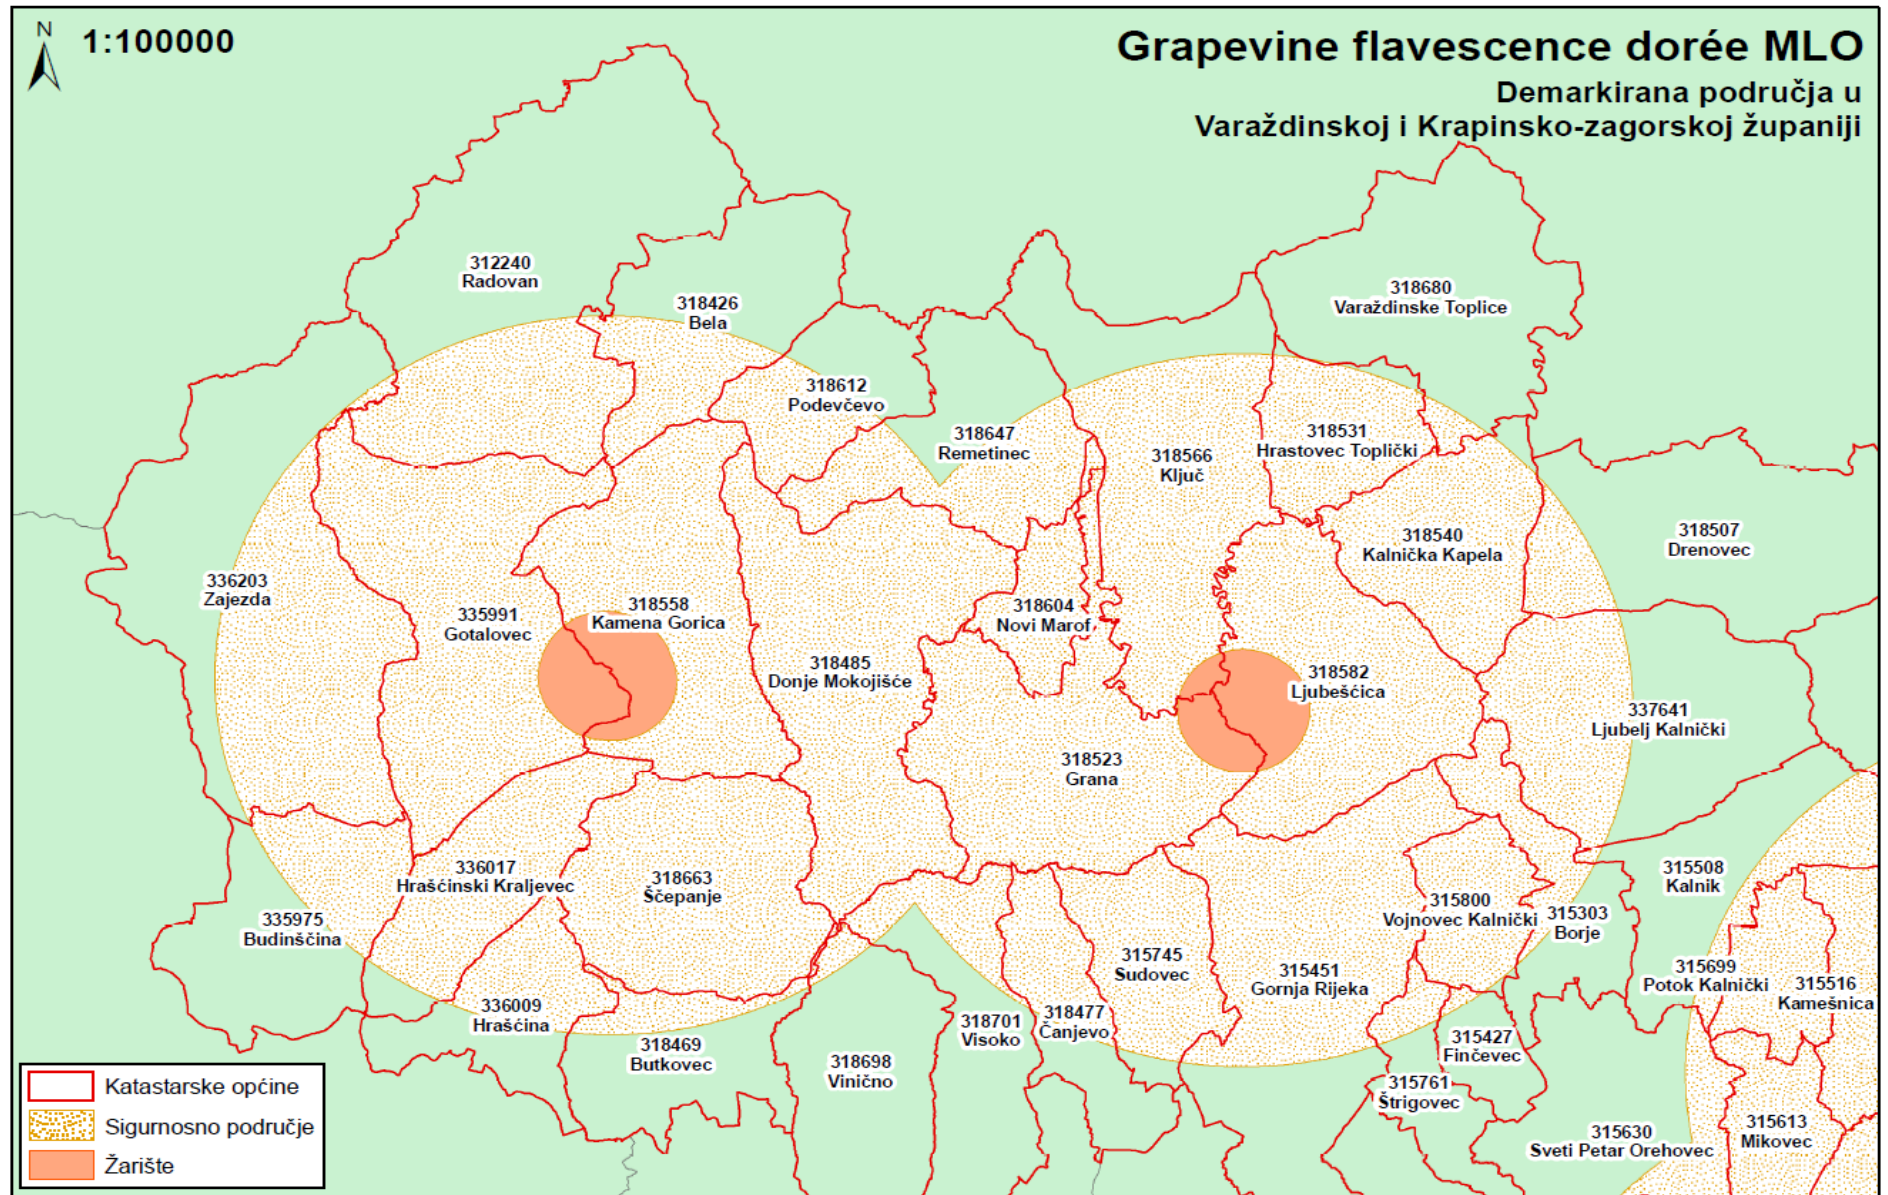 N
1:100000
Grapevine flavescence dorée MLO
Demarkirana područja u
Varaždinskoj i Krapinsko-zagorskoj županiji
312240
Radovan
318426
Bela
318680
Varaždinske Toplice
318612
Podevčevo
318647
Remetinec
318566
Ključ
318531
Hrastovec Toplički
318540
Kalnička Kapela
318507
Drenovec
336203
Zajezda
335991
Gotalovec
318558
Kamena Gorica
318604
Novi Marof
318485
Donje Mokojišće
318582
Ljubešćica
337641
Ljubelj Kalnički
318523
Grana
336017
Hrašćinski Kraljevec
318663
Ščepanje
315508
Kalnik
335975
Budinščina
315800
Vojnovec Kalnički
315303
Borje
315745
Sudovec
315451
Gornja Rijeka
315699
Potok Kalnički
315516
Kamešnica
336009
Hrašćina
318469
Butkovec
318698
Vinično
318701
Visoko
318477
Čanjevo
315427
Finčevec
315761
Štrigovec
315630
Sveti Petar Orehovec
315613
Mikovec
Katastarske općine
Sigurnosno područje
Žarište